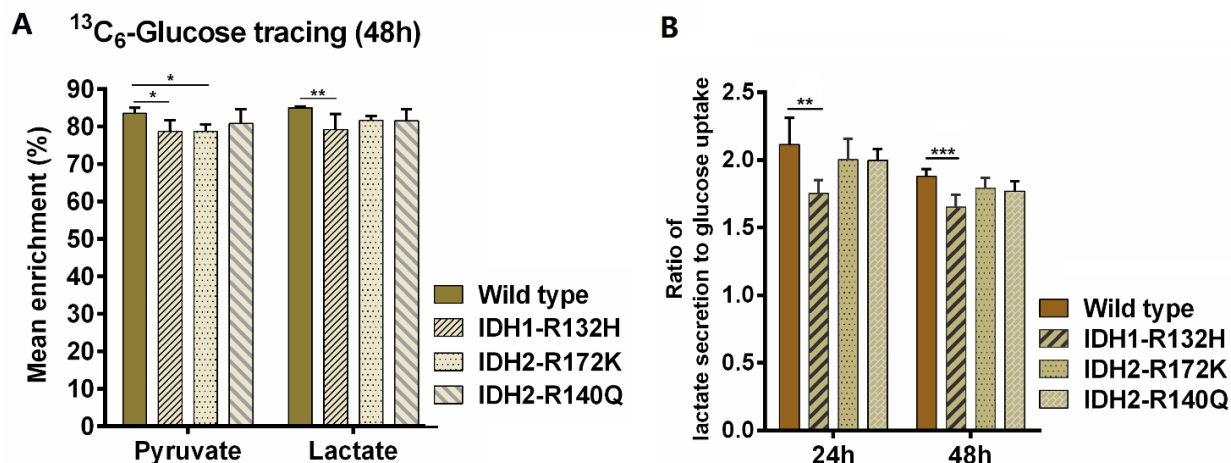 A
¹³C₆-Glucose tracing (48h)
Mean enrichment (%)
90
80
70
60
50
40
30
20
10
0
* 
*
**
Pyruvate
Lactate
Wild type
IDH1-R132H
IDH2-R172K
IDH2-R140Q
B
Ratio of
lactate secretion to glucose uptake
2.5
2.0
1.5
1.0
0.5
0.0
**
***
24h
48h
Wild type
IDH1-R132H
IDH2-R172K
IDH2-R140Q